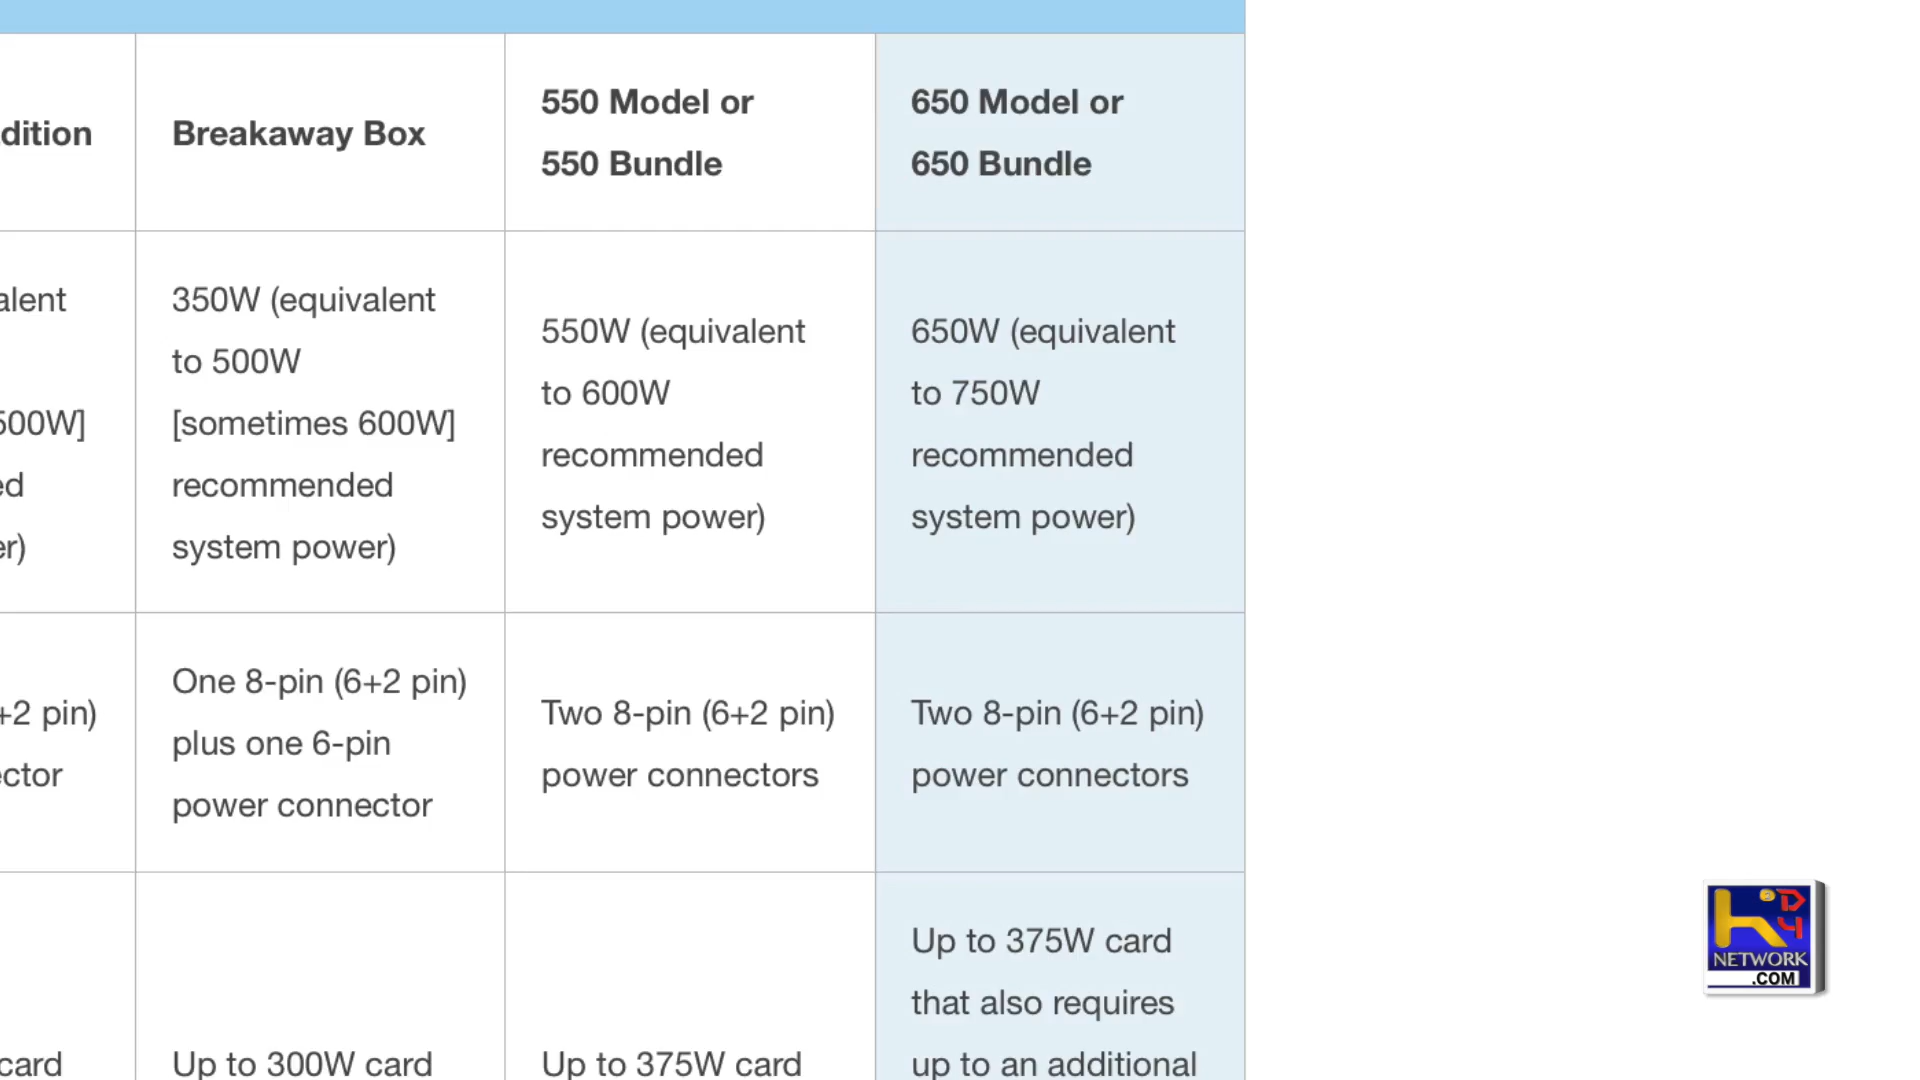 dition
Breakaway Box
550 Model or
550 Bundle
650 Model or
650 Bundle
alent
500W]
ed
er)
350W (equivalent
to 500W
[sometimes 600W]
recommended
system power)
550W (equivalent
to 600W
recommended
system power)
650W (equivalent
to 750W
recommended
system power)
+2 pin)
ector
One 8-pin (6+2 pin)
plus one 6-pin
power connector
Two 8-pin (6+2 pin)
power connectors
Two 8-pin (6+2 pin)
power connectors
card
Up to 300W card
Up to 375W card
Up to 375W card
that also requires
up to an additional
NETWORK
.COM